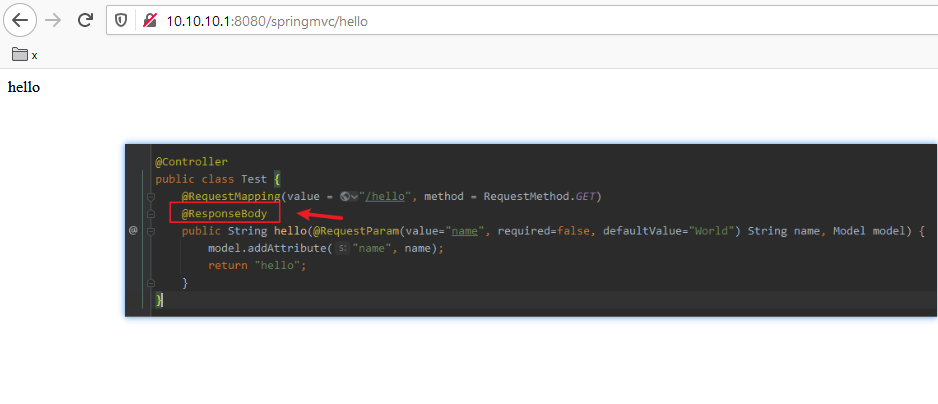 10.10.10.1:8080/springmvc/hello
x
hello
@Controller
public class Test {
@RequestMapping(value = "/hello", method = RequestMethod.GET)
@ResponseBody
@ public String hello(@RequestParam(value="name", required=false, defaultValue="World") String name, Model model) {
model.addAttribute( s: "name", name);
return "hello";
}
}